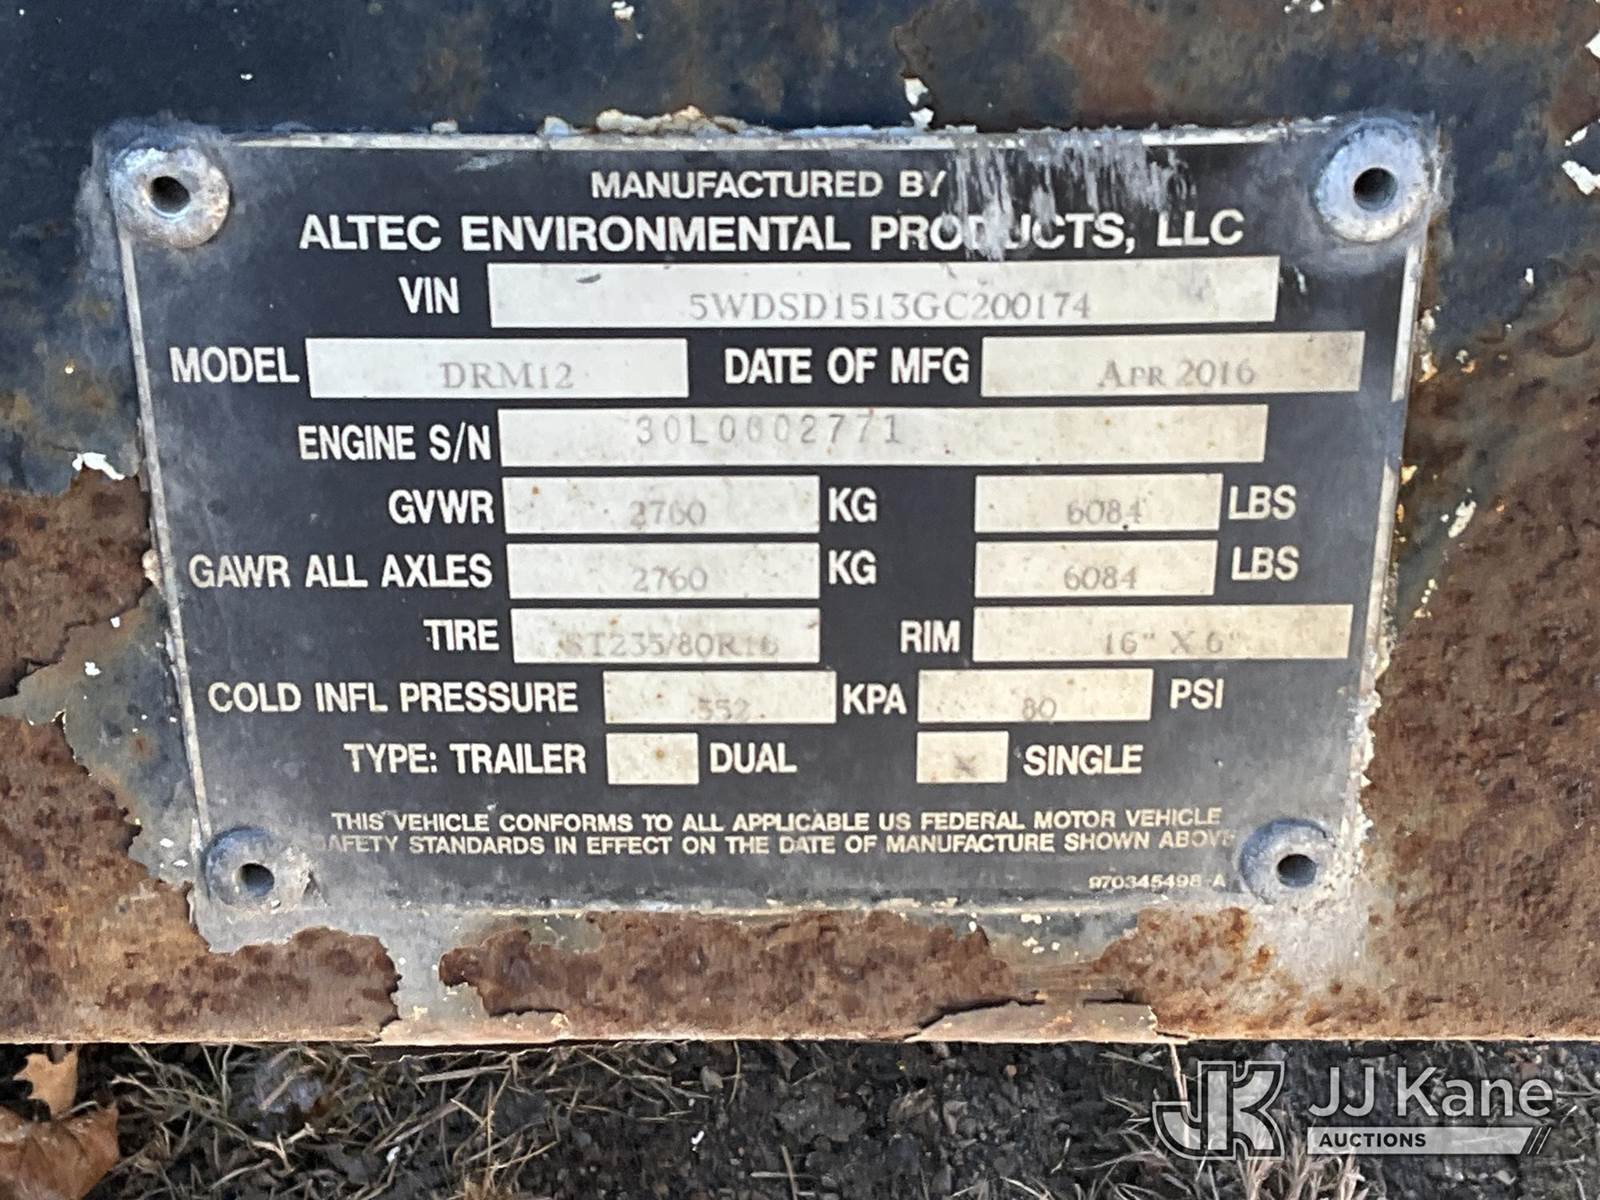 MANUFACTURED BY
ALTEC ENVIRONMENTAL PRODUCTS, LLC
VIN 5WDSD1513GC200174
MODEL DRM12 DATE OF MFG APR 2016
ENGINE S/N 30L0002771
GVWR 2760 KG 6084 LBS
GAWR ALL AXLES 2760 KG 6084 LBS
TIRE ST235/80R16 RIM 16" X 6"
COLD INFL PRESSURE 552 KPA 80 PSI
TYPE: TRAILER DUAL X SINGLE
THIS VEHICLE CONFORMS TO ALL APPLICABLE US FEDERAL MOTOR VEHICLE
SAFETY STANDARDS IN EFFECT ON THE DATE OF MANUFACTURE SHOWN ABOVE
970345498-A
JK JJ Kane
AUCTIONS